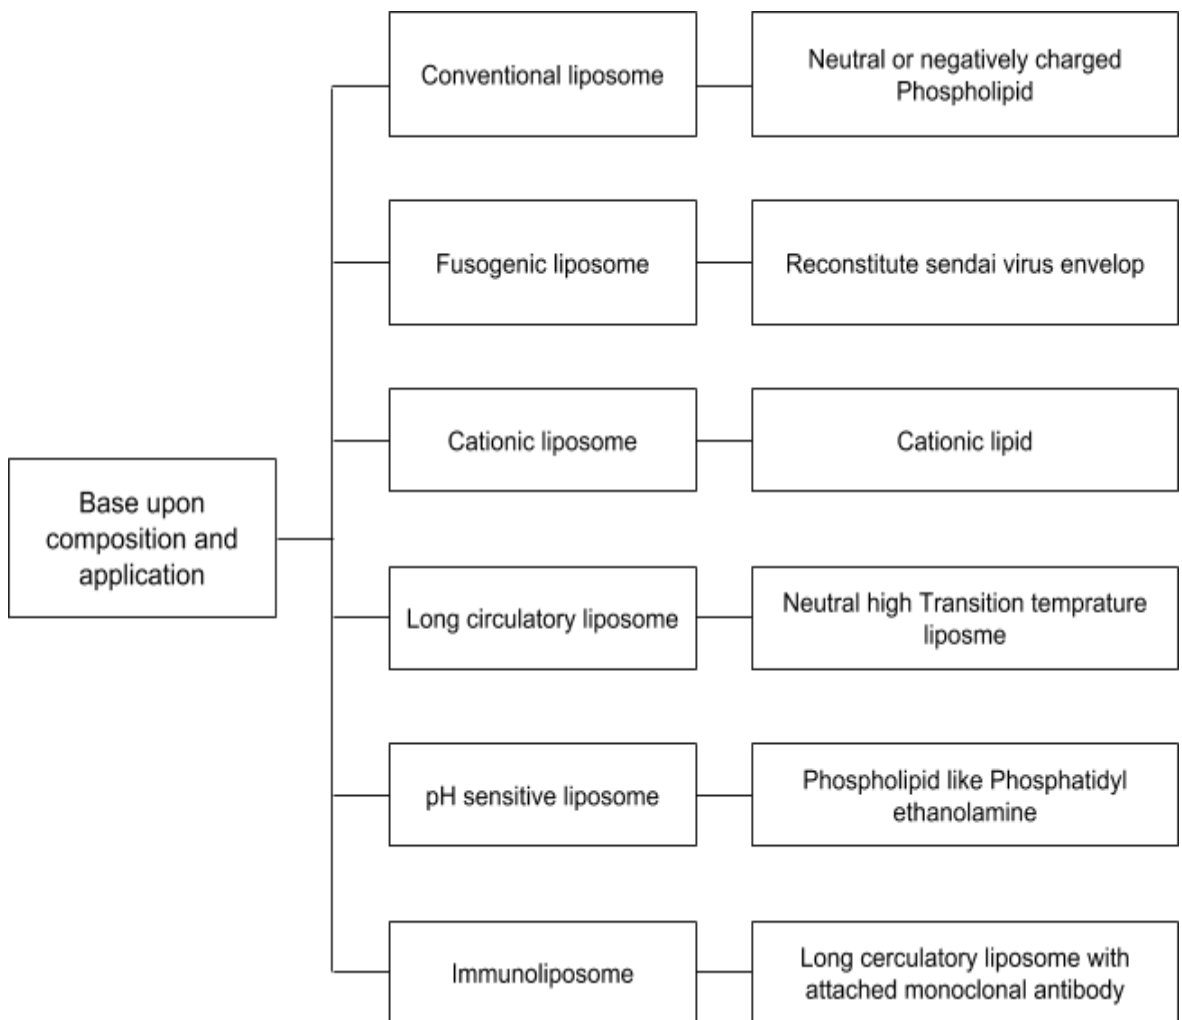 Conventional liposome
Neutral or negatively charged
Phospholipid
Fusogenic liposome
Reconstitute sendai virus envelop
Cationic liposome
Cationic lipid
Base upon
composition and
application
Long circulatory liposome
Neutral high Transition temprature
liposme
pH sensitive liposome
Phospholipid like Phosphatidyl
ethanolamine
Immunoliposome
Long cerculatory liposome with
attached monoclonal antibody